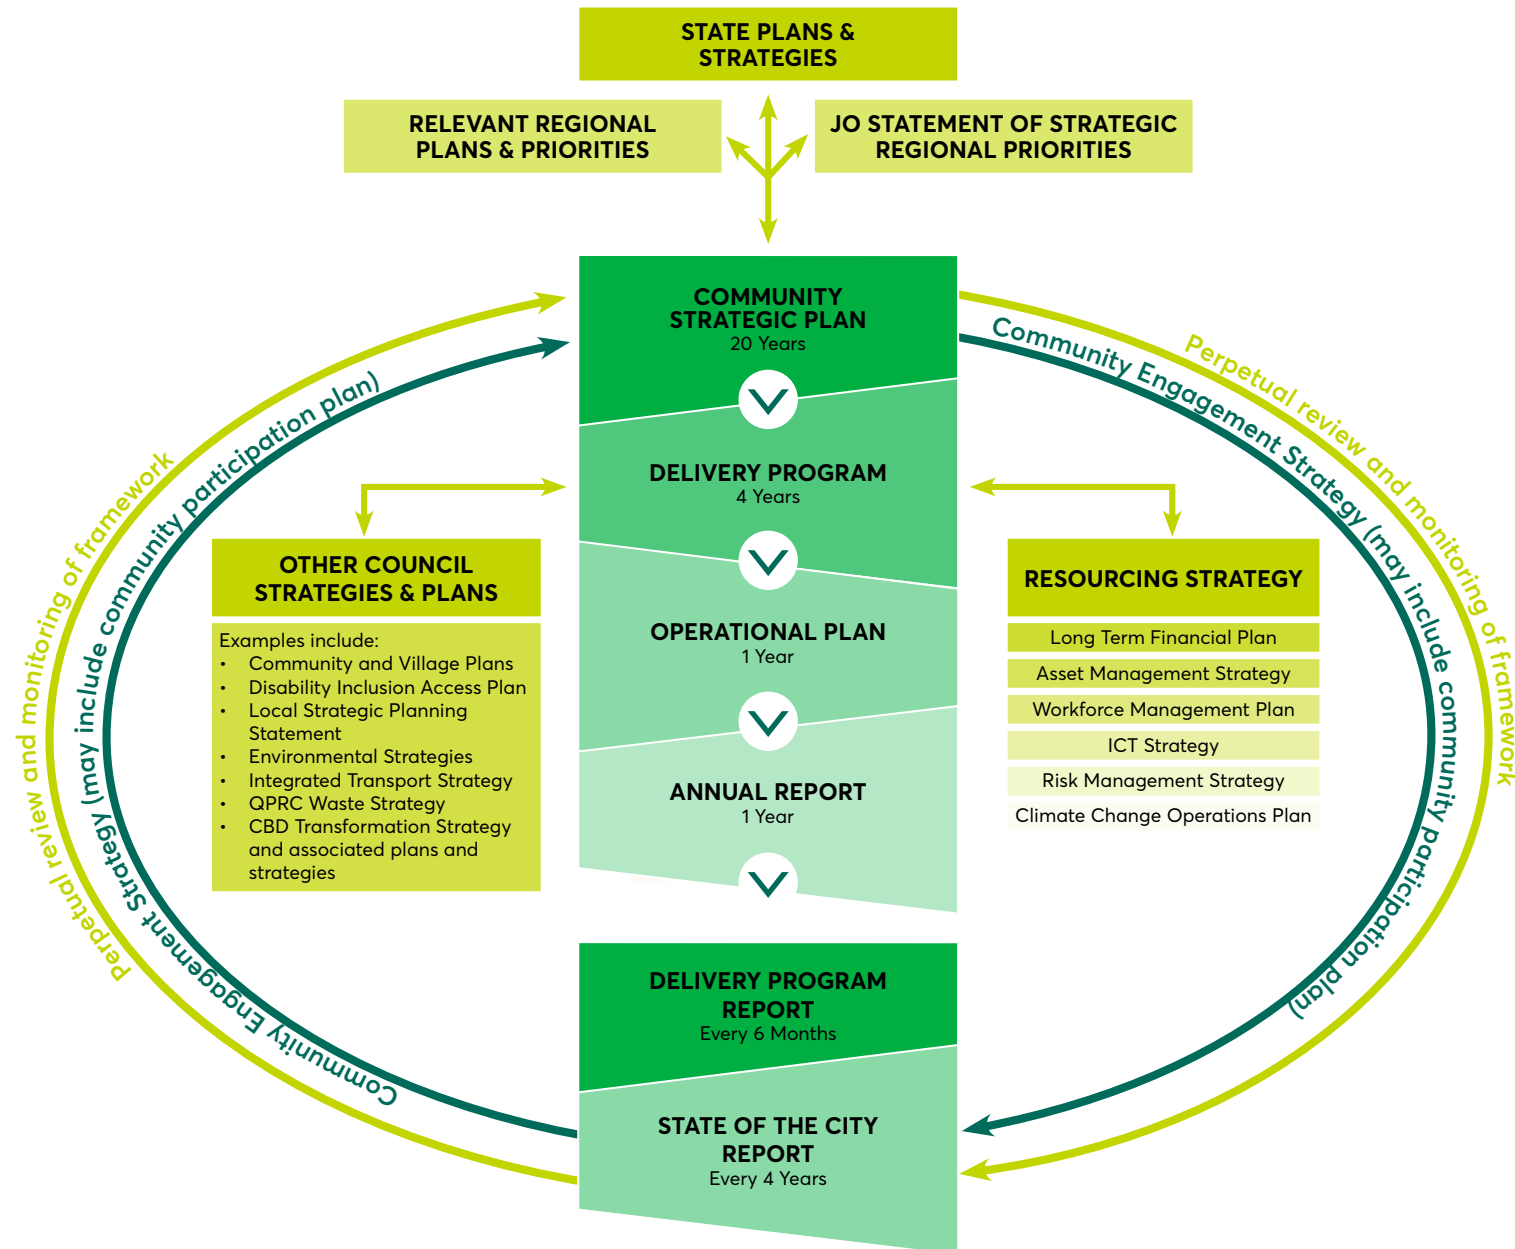 STATE PLANS &
STRATEGIES
RELEVANT REGIONAL
PLANS & PRIORITIES
JO STATEMENT OF STRATEGIC
REGIONAL PRIORITIES
COMMUNITY
STRATEGIC PLAN
20 Years
DELIVERY PROGRAM
4 Years
OPERATIONAL PLAN
1 Year
ANNUAL REPORT
1 Year
DELIVERY PROGRAM
REPORT
Every 6 Months
STATE OF THE CITY
REPORT
Every 4 Years
OTHER COUNCIL
STRATEGIES & PLANS
Examples include:
• Community and Village Plans
• Disability Inclusion Access Plan
• Local Strategic Planning
Statement
• Environmental Strategies
• Integrated Transport Strategy
• QPRC Waste Strategy
• CBD Transformation Strategy
and associated plans and
strategies
RESOURCING STRATEGY
Long Term Financial Plan
Asset Management Strategy
Workforce Management Plan
ICT Strategy
Risk Management Strategy
Climate Change Operations Plan
Perpetual review and monitoring of framework
Community Engagement Strategy (may include community participation plan)
Community Engagement Strategy (may include community participation plan)
Perpetual review and monitoring of framework